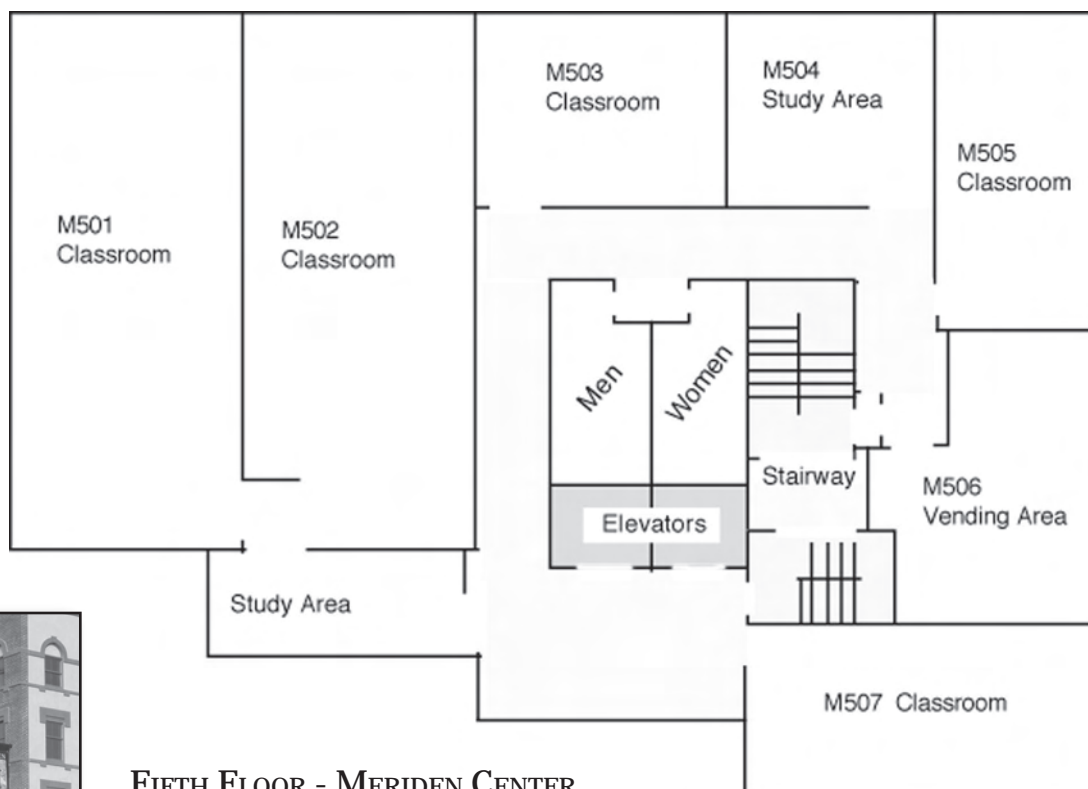 M503
Classroom
M504
Study Area
M505
Classroom
M501
Classroom
M502
Classroom
Men
Women
Stairway
M506
Vending Area
Elevators
Study Area
M507 Classroom
FIFTH FLOOR - MERIDEN CENTER